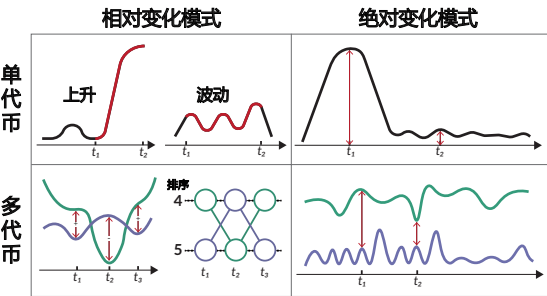 相对变化模式 绝对变化模式
单代币
上升 波动
t1 t2 t1 t2 t1 t2
多代币
排序
4
5
t1 t2 t3 t1 t2 t3 t1 t2